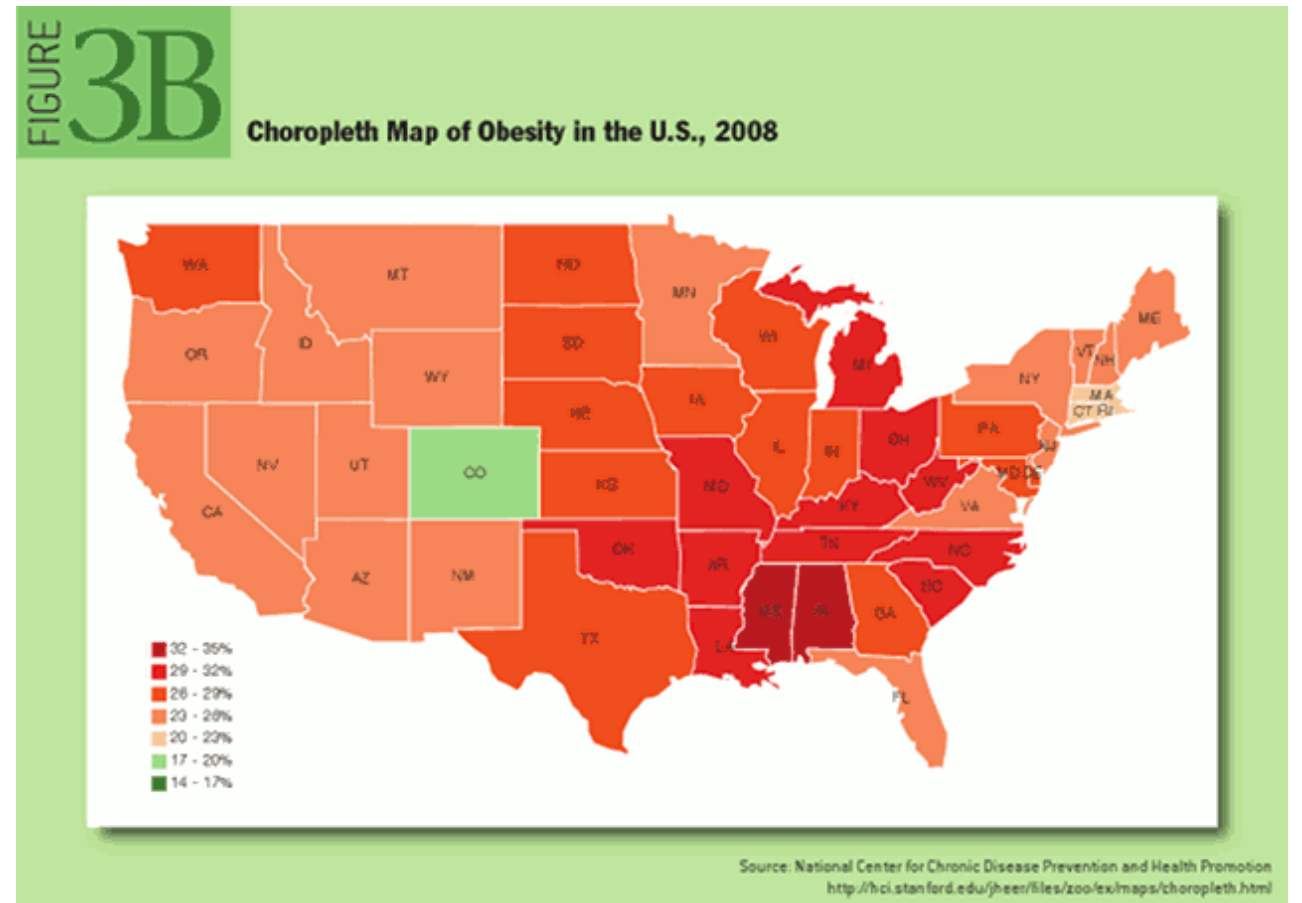 FIGURE
3B
Choropleth Map of Obesity in the U.S., 2008
WA
MT
ND
MN
OR
ID
WY
SD
WI
MI
ME
VT
NH
NY
MA
CT RI
NV
UT
CO
NE
IA
IL
IN
OH
PA
NJ
MD DE
CA
KS
MO
KY
WV
VA
AZ
NM
OK
AR
TN
NC
SC
TX
LA
MS
AL
GA
FL
32 - 35%
29 - 32%
26 - 29%
23 - 26%
20 - 23%
17 - 20%
14 - 17%
Source: National Center for Chronic Disease Prevention and Health Promotion
http://hci.stanford.edu/jheer/files/zoo/ex/maps/choropleth.html